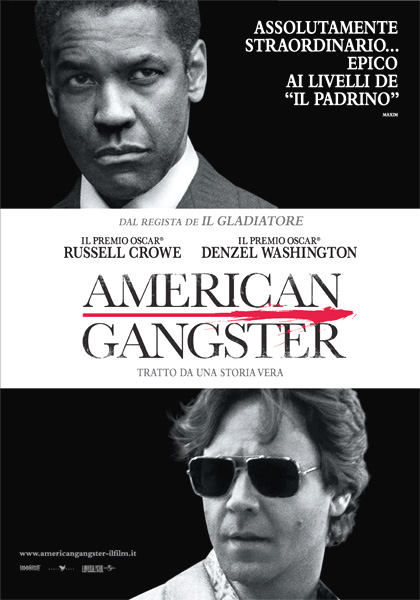 ASSOLUTAMENTE
STRAORDINARIO...
EPICO
AI LIVELLI DE
“IL PADRINO”
MAXIM
DAL REGISTA DE IL GLADIATORE
IL PREMIO OSCAR® IL PREMIO OSCAR®
RUSSELL CROWE DENZEL WASHINGTON
AMERICAN
GANGSTER
TRATTO DA UNA STORIA VERA
www.americangangster-ilfilm.it